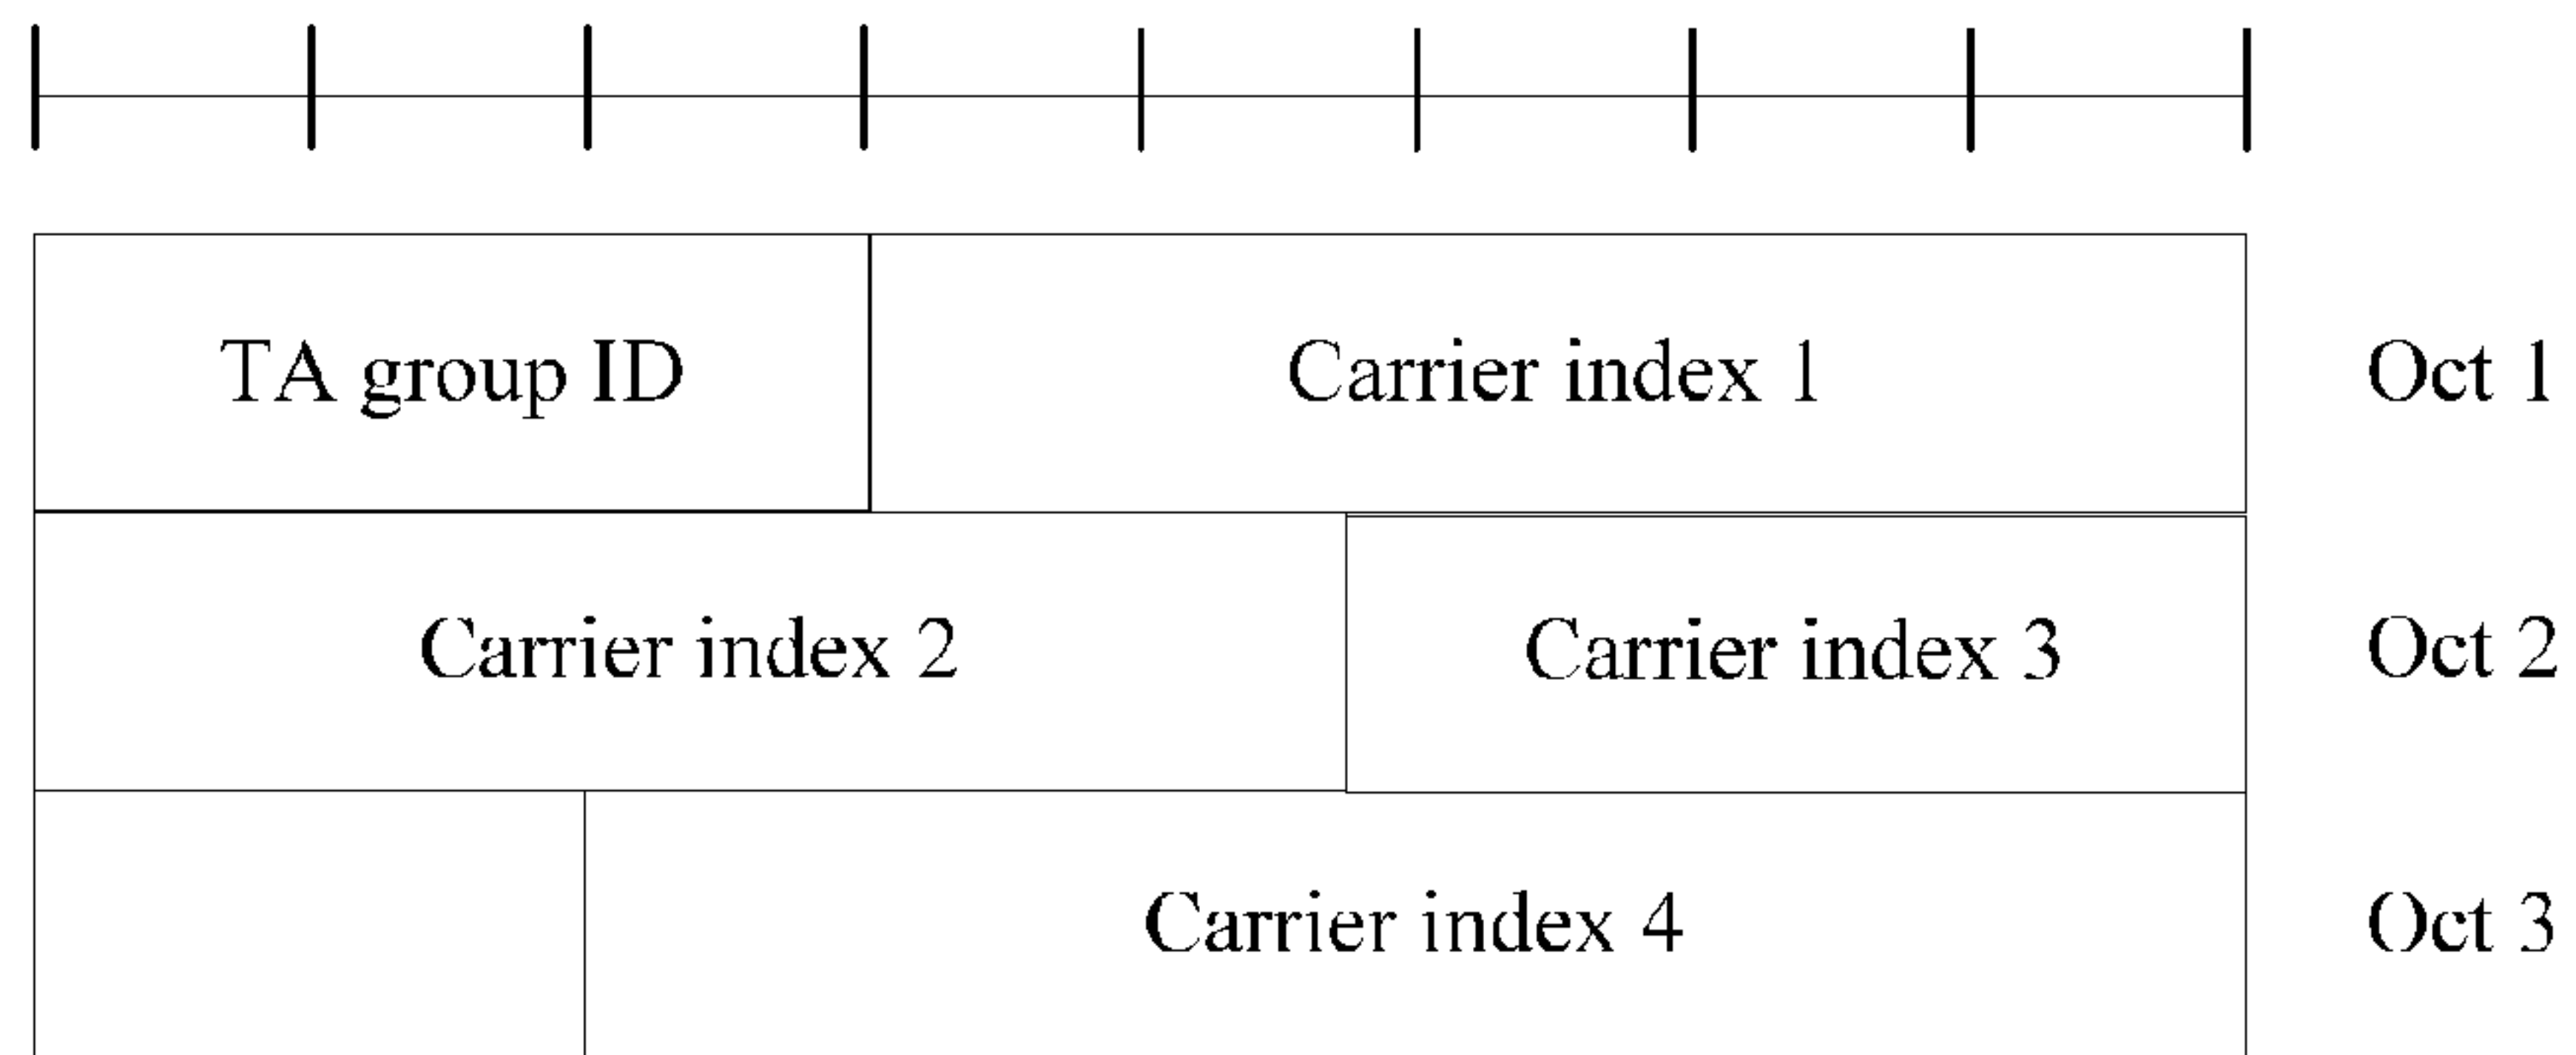 TA group ID Carrier index 1 Oct 1
Carrier index 2 Carrier index 3 Oct 2
Carrier index 4 Oct 3